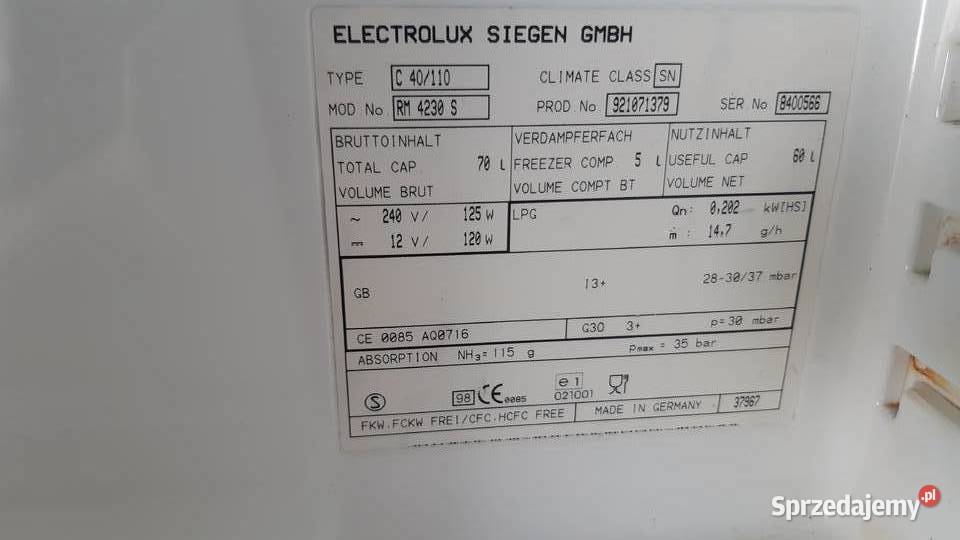 ELECTROLUX SIEGEN GMBH
TYPE C 40/110 CLIMATE CLASS SN
MOD No. RM 4230 S PROD.No. 921071379 SER No 8400566
BRUTTOINHALT VERDAMPFERFACH NUTZINHALT
TOTAL CAP 70 L FREEZER COMP 5 L USEFUL CAP 60 L
VOLUME BRUT VOLUME COMPT BT VOLUME NET
~ 240 V/ 125 W LPG Qn: 0,202 kW[HS]
⎓ 12 V/ 120 W ṁ : 14,7 g/h
GB I3+ 28-30/37 mbar
CE 0085 AQ0716 G30 3+ p=30 mbar
ABSORPTION NH₃=115 g Pmax = 35 bar
S 98 CE 0085 e1 021001
FKW.FCKW FREI/CFC.HCFC FREE MADE IN GERMANY 37967
Sprzedajemy.pl